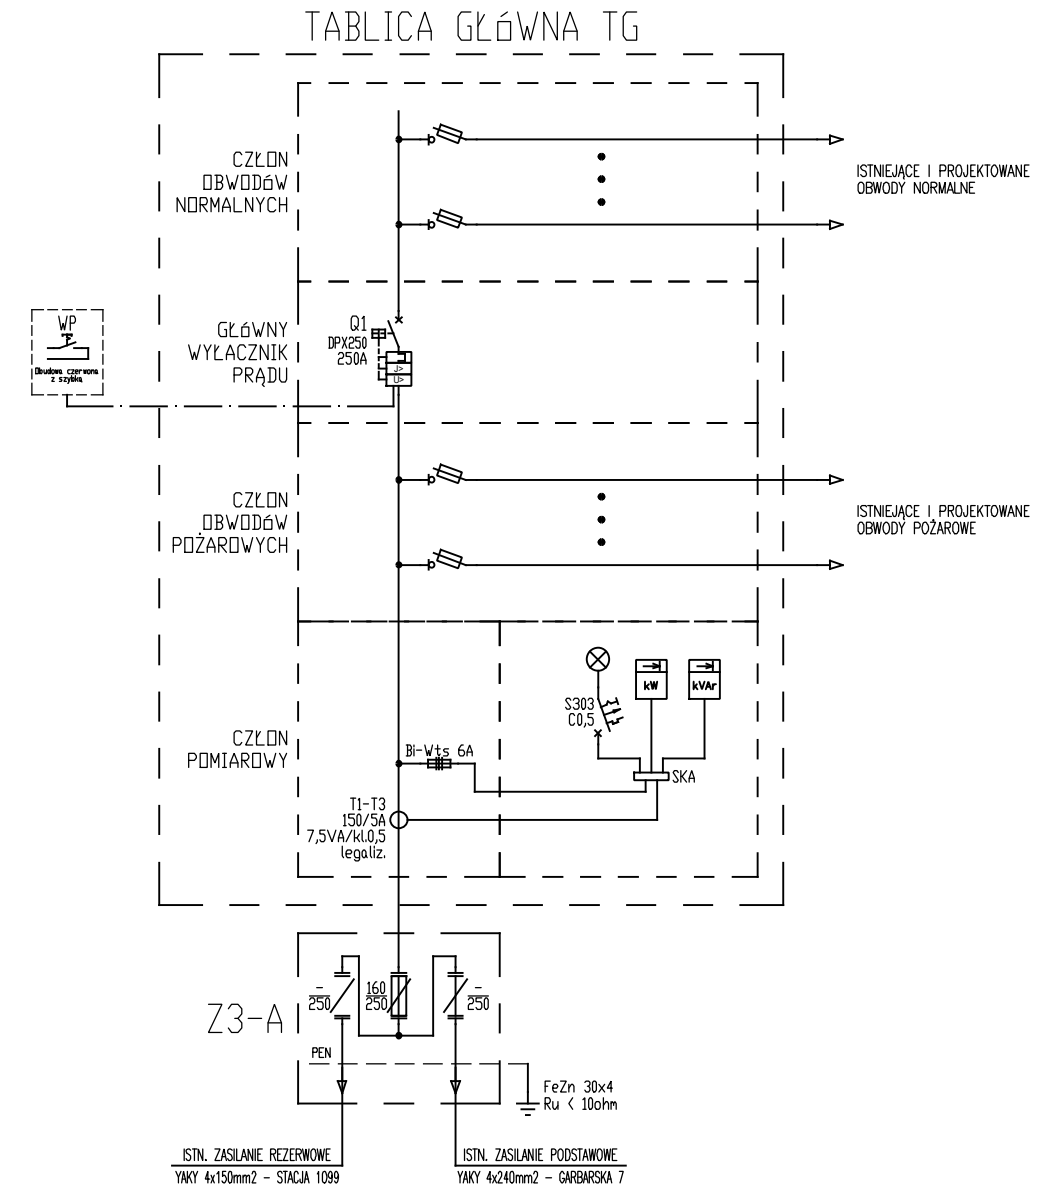 TABLICA GŁóWNA TG
CZŁON
OBWODóW
NORMALNYCH
ISTNIEJĄCE I PROJEKTOWANE
OBWODY NORMALNE
WP
Obudowa czerwona
z szybką
GŁóWNY
WYŁACZNIK
PRĄDU
Q1
DPX250
250A
J>
U>
CZŁON
OBWODóW
POŻAROWYCH
ISTNIEJĄCE I PROJEKTOWANE
OBWODY POŻAROWE
CZŁON
POMIAROWY
S303
C0,5
kW
kVAr
Bi-Wts 6A
SKA
T1-T3
150/5A
7,5VA/kl.0,5
legaliz.
Z3-A
-
250
160
250
-
250
PEN
FeZn 30x4
Ru < 10ohm
ISTN. ZASILANIE REZERWOWE
YAKY 4x150mm2 - STACJA 1099
ISTN. ZASILANIE PODSTAWOWE
YAKY 4x240mm2 - GARBARSKA 7